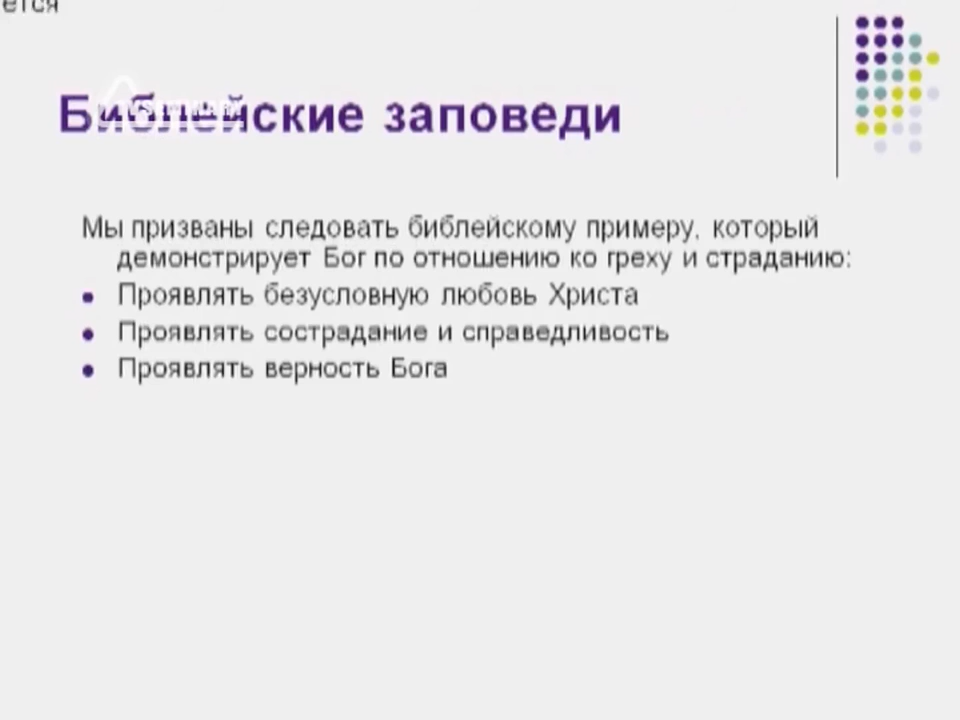 ется
Библейские заповеди
Мы призваны следовать библейскому примеру, который
демонстрирует Бог по отношению ко греху и страданию:
Проявлять безусловную любовь Христа
Проявлять сострадание и справедливость
Проявлять верность Бога